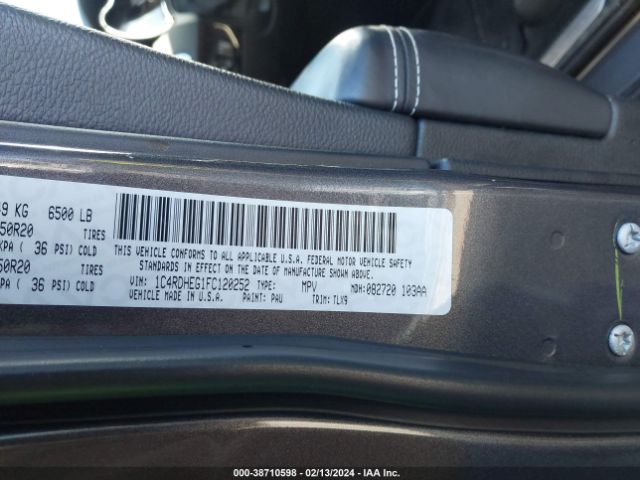 9 KG 6500 LB
50R20 TIRES
KPA ( 36 PSI) COLD
50R20 TIRES
( 36 PSI) COLD
THIS VEHICLE CONFORMS TO ALL APPLICABLE U.S.A. FEDERAL MOTOR VEHICLE SAFETY
STANDARDS IN EFFECT ON THE DATE OF MANUFACTURE SHOWN ABOVE.
VIN: 1C4RDHEG1FC120252 TYPE: MPV MDH: 082720 103AA
VEHICLE MADE IN U.S.A. PAINT: PAU TRIM: TLX9
000-38710598 - 02/13/2024 - IAA Inc.